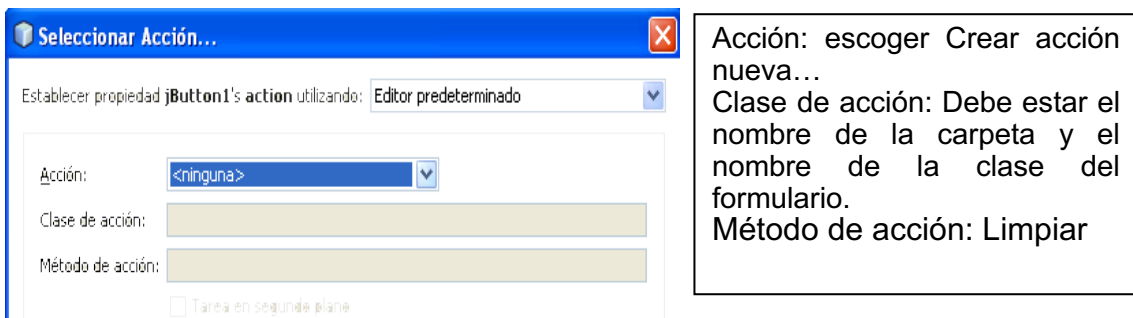 Seleccionar Acción...
Establecer propiedad jButton1's action utilizando: Editor predeterminado
Acción: <ninguna>
Clase de acción:
Método de acción:
Tarea en segundo plano
Acción: escoger Crear acción
nueva…
Clase de acción: Debe estar el
nombre de la carpeta y el
nombre de la clase del
formulario.
Método de acción: Limpiar